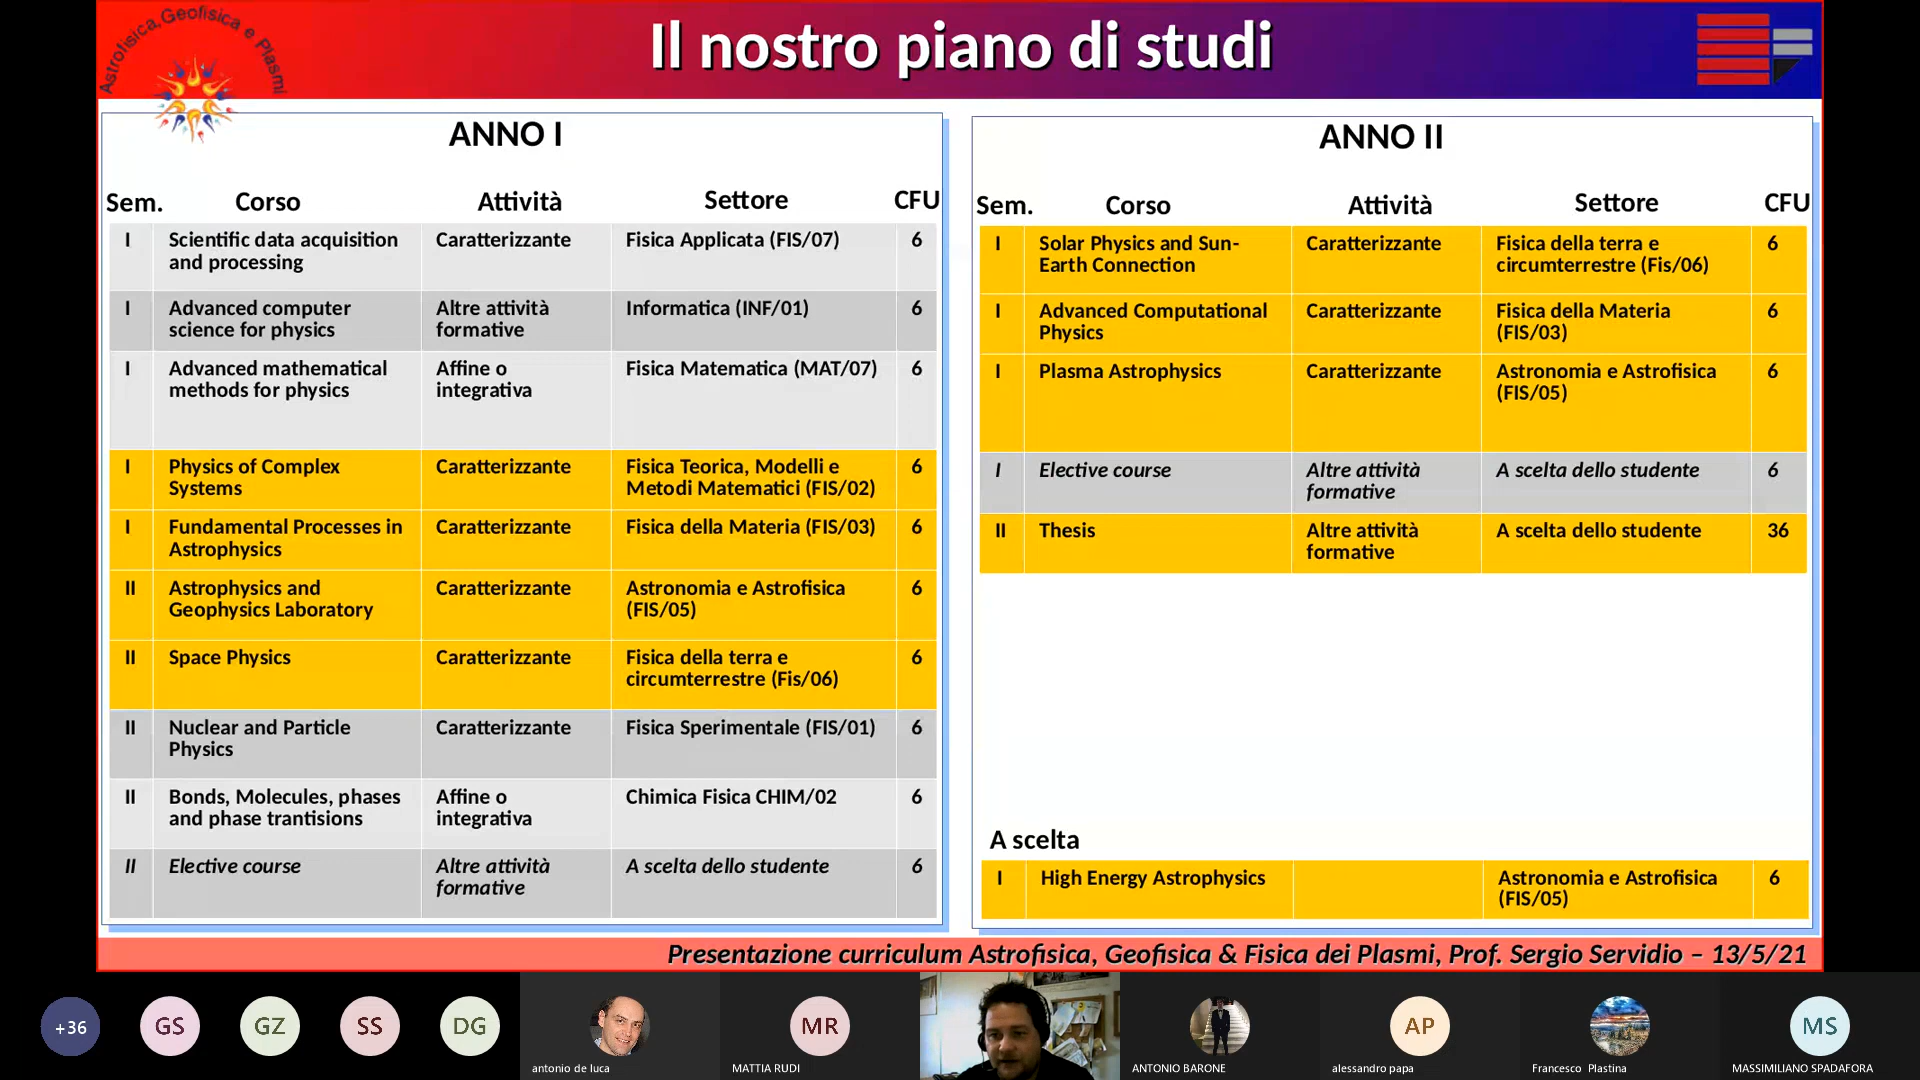 Astrofisica, Geofisica e Plasmi
Il nostro piano di studi
ANNO I
Sem. Corso Attività Settore CFU
I Scientific data acquisition Caratterizzante Fisica Applicata (FIS/07) 6
and processing
I Advanced computer Altre attività Informatica (INF/01) 6
science for physics formative
I Advanced mathematical Affine o Fisica Matematica (MAT/07) 6
methods for physics integrativa
I Physics of Complex Caratterizzante Fisica Teorica, Modelli e 6
Systems Metodi Matematici (FIS/02)
I Fundamental Processes in Caratterizzante Fisica della Materia (FIS/03) 6
Astrophysics
II Astrophysics and Caratterizzante Astronomia e Astrofisica 6
Geophysics Laboratory (FIS/05)
II Space Physics Caratterizzante Fisica della terra e 6
circumterrestre (Fis/06)
II Nuclear and Particle Caratterizzante Fisica Sperimentale (FIS/01) 6
Physics
II Bonds, Molecules, phases Affine o Chimica Fisica CHIM/02 6
and phase trantisions integrativa
II Elective course Altre attività A scelta dello studente 6
formative
ANNO II
Sem. Corso Attività Settore CFU
I Solar Physics and Sun- Caratterizzante Fisica della terra e 6
Earth Connection circumterrestre (Fis/06)
I Advanced Computational Caratterizzante Fisica della Materia 6
Physics (FIS/03)
I Plasma Astrophysics Caratterizzante Astronomia e Astrofisica 6
(FIS/05)
I Elective course Altre attività A scelta dello studente 6
formative
II Thesis Altre attività A scelta dello studente 36
formative
A scelta
I High Energy Astrophysics Astronomia e Astrofisica 6
(FIS/05)
Presentazione curriculum Astrofisica, Geofisica & Fisica dei Plasmi, Prof. Sergio Servidio – 13/5/21
+36 GS GZ SS DG MR AP MS
antonio de luca MATTIA RUDI ANTONIO BARONE alessandro papa Francesco Plastina MASSIMILIANO SPADAFORA